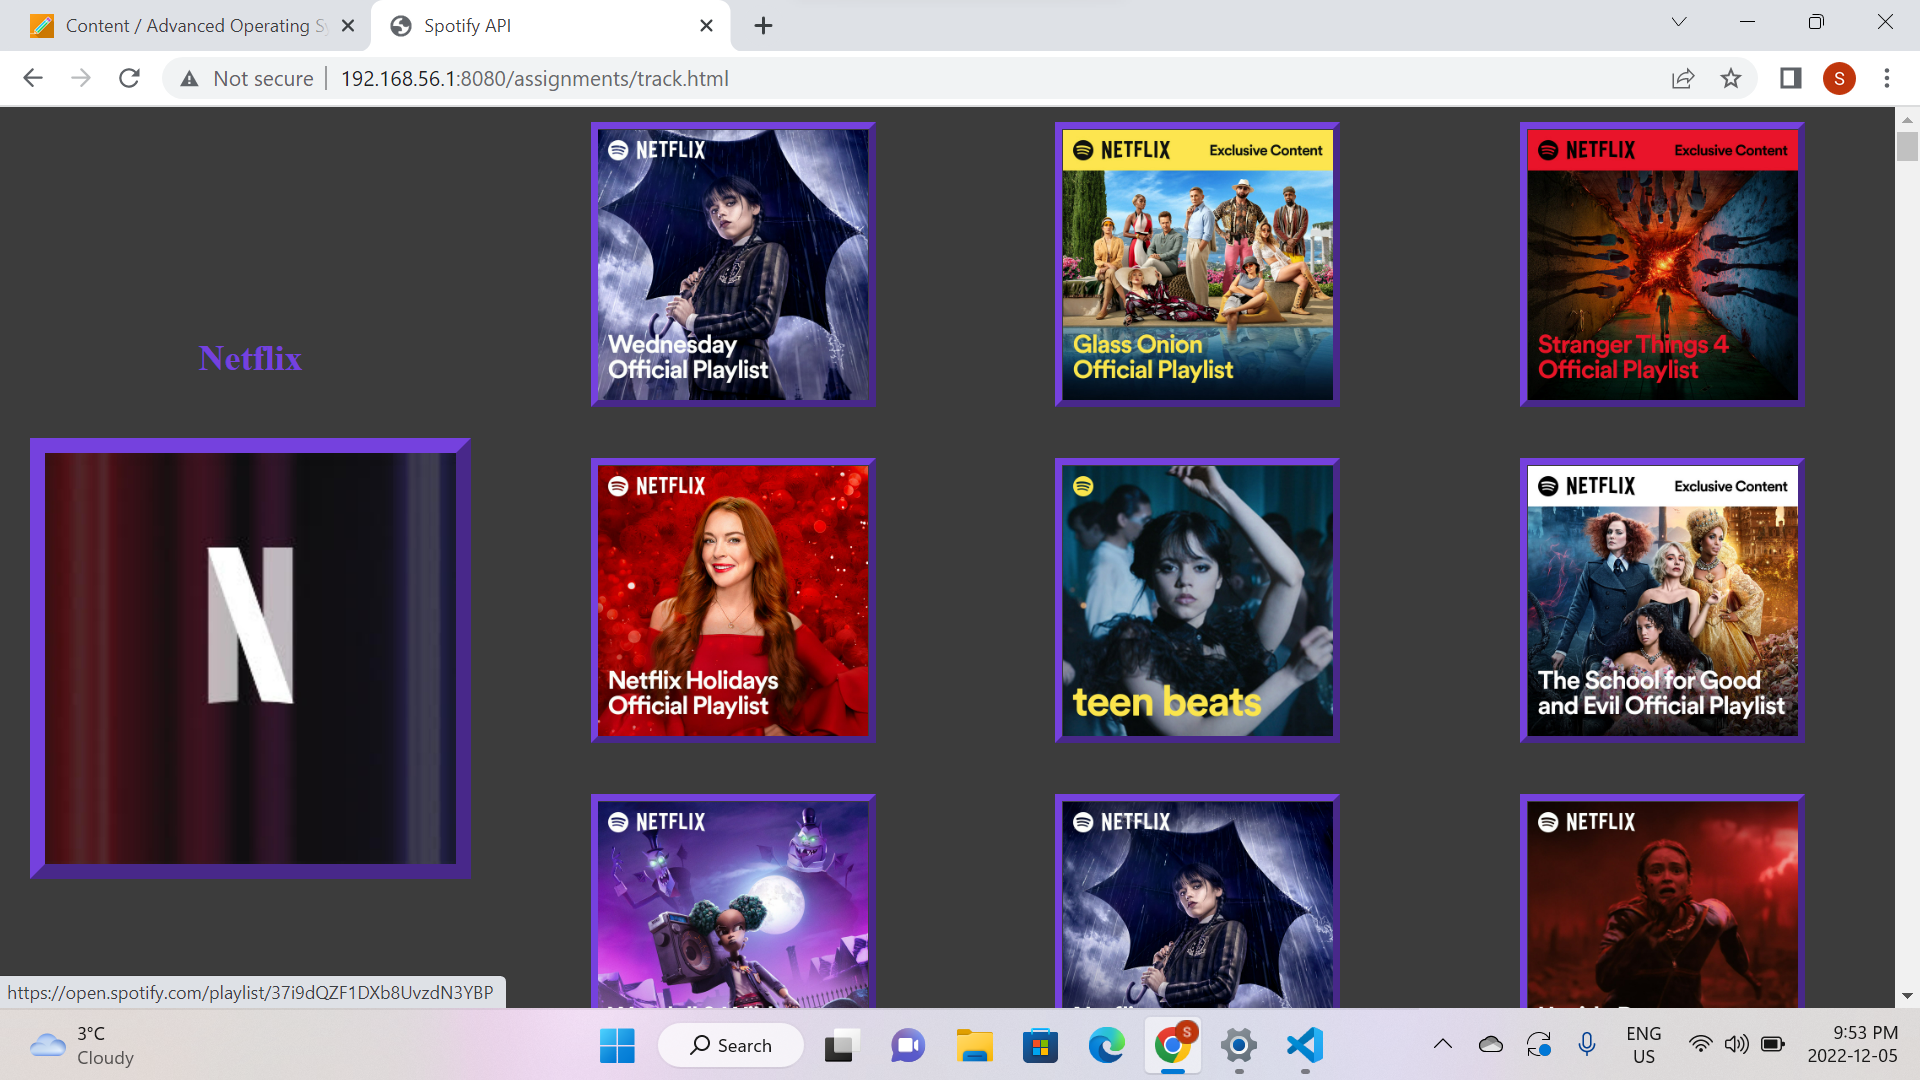 Content / Advanced Operating Sy
Spotify API
Not secure
192.168.56.1:8080/assignments/track.html
S
Netflix
NETFLIX
Wednesday
Official Playlist
NETFLIX
Exclusive Content
Glass Onion
Official Playlist
NETFLIX
Exclusive Content
Stranger Things 4
Official Playlist
N
NETFLIX
Netflix Holidays
Official Playlist
teen beats
NETFLIX
Exclusive Content
The School for Good
and Evil Official Playlist
NETFLIX
NETFLIX
NETFLIX
https://open.spotify.com/playlist/37i9dQZF1DXb8UvzdN3YBP
3°C
Cloudy
Search
S
ENG
US
9:53 PM
2022-12-05